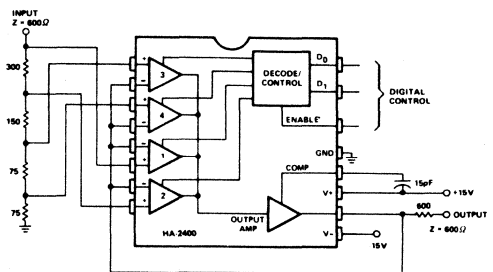 INPUT
Z = 600Ω
300
150
75
75
+
-
3
+
-
4
-
+
1
-
+
2
DECODE/
CONTROL
D0
D1
ENABLE
DIGITAL
CONTROL
GND
COMP
15pF
V+
+15V
OUTPUT
AMP
600
OUTPUT
Z = 600Ω
V-
15V
HA-2400